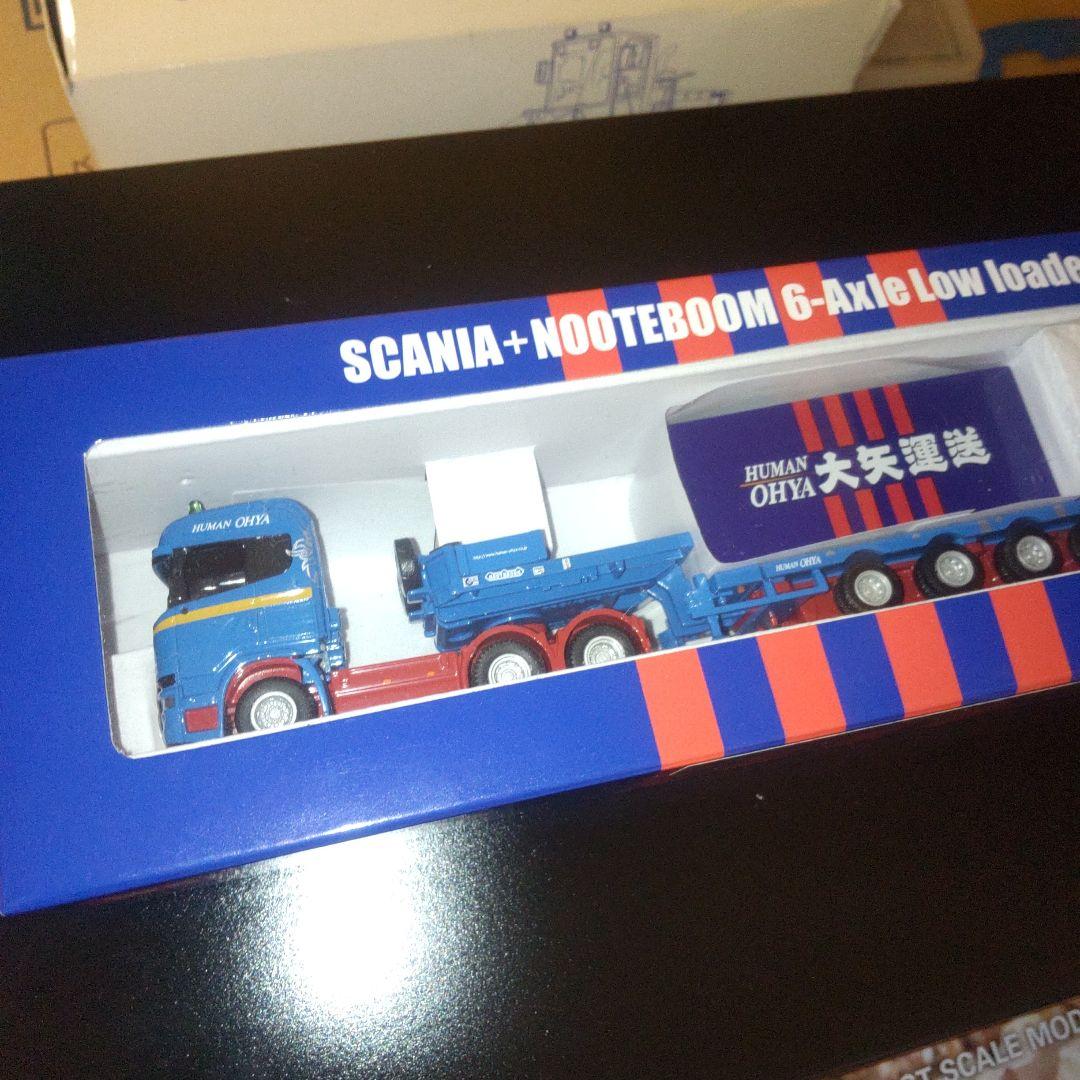 SCANIA+NOOTEBOOM 6-Axle Low loade
HUMAN
OHYA
大矢運送
HUMAN OHYA
HUMAN OHYA
SCALE MOD